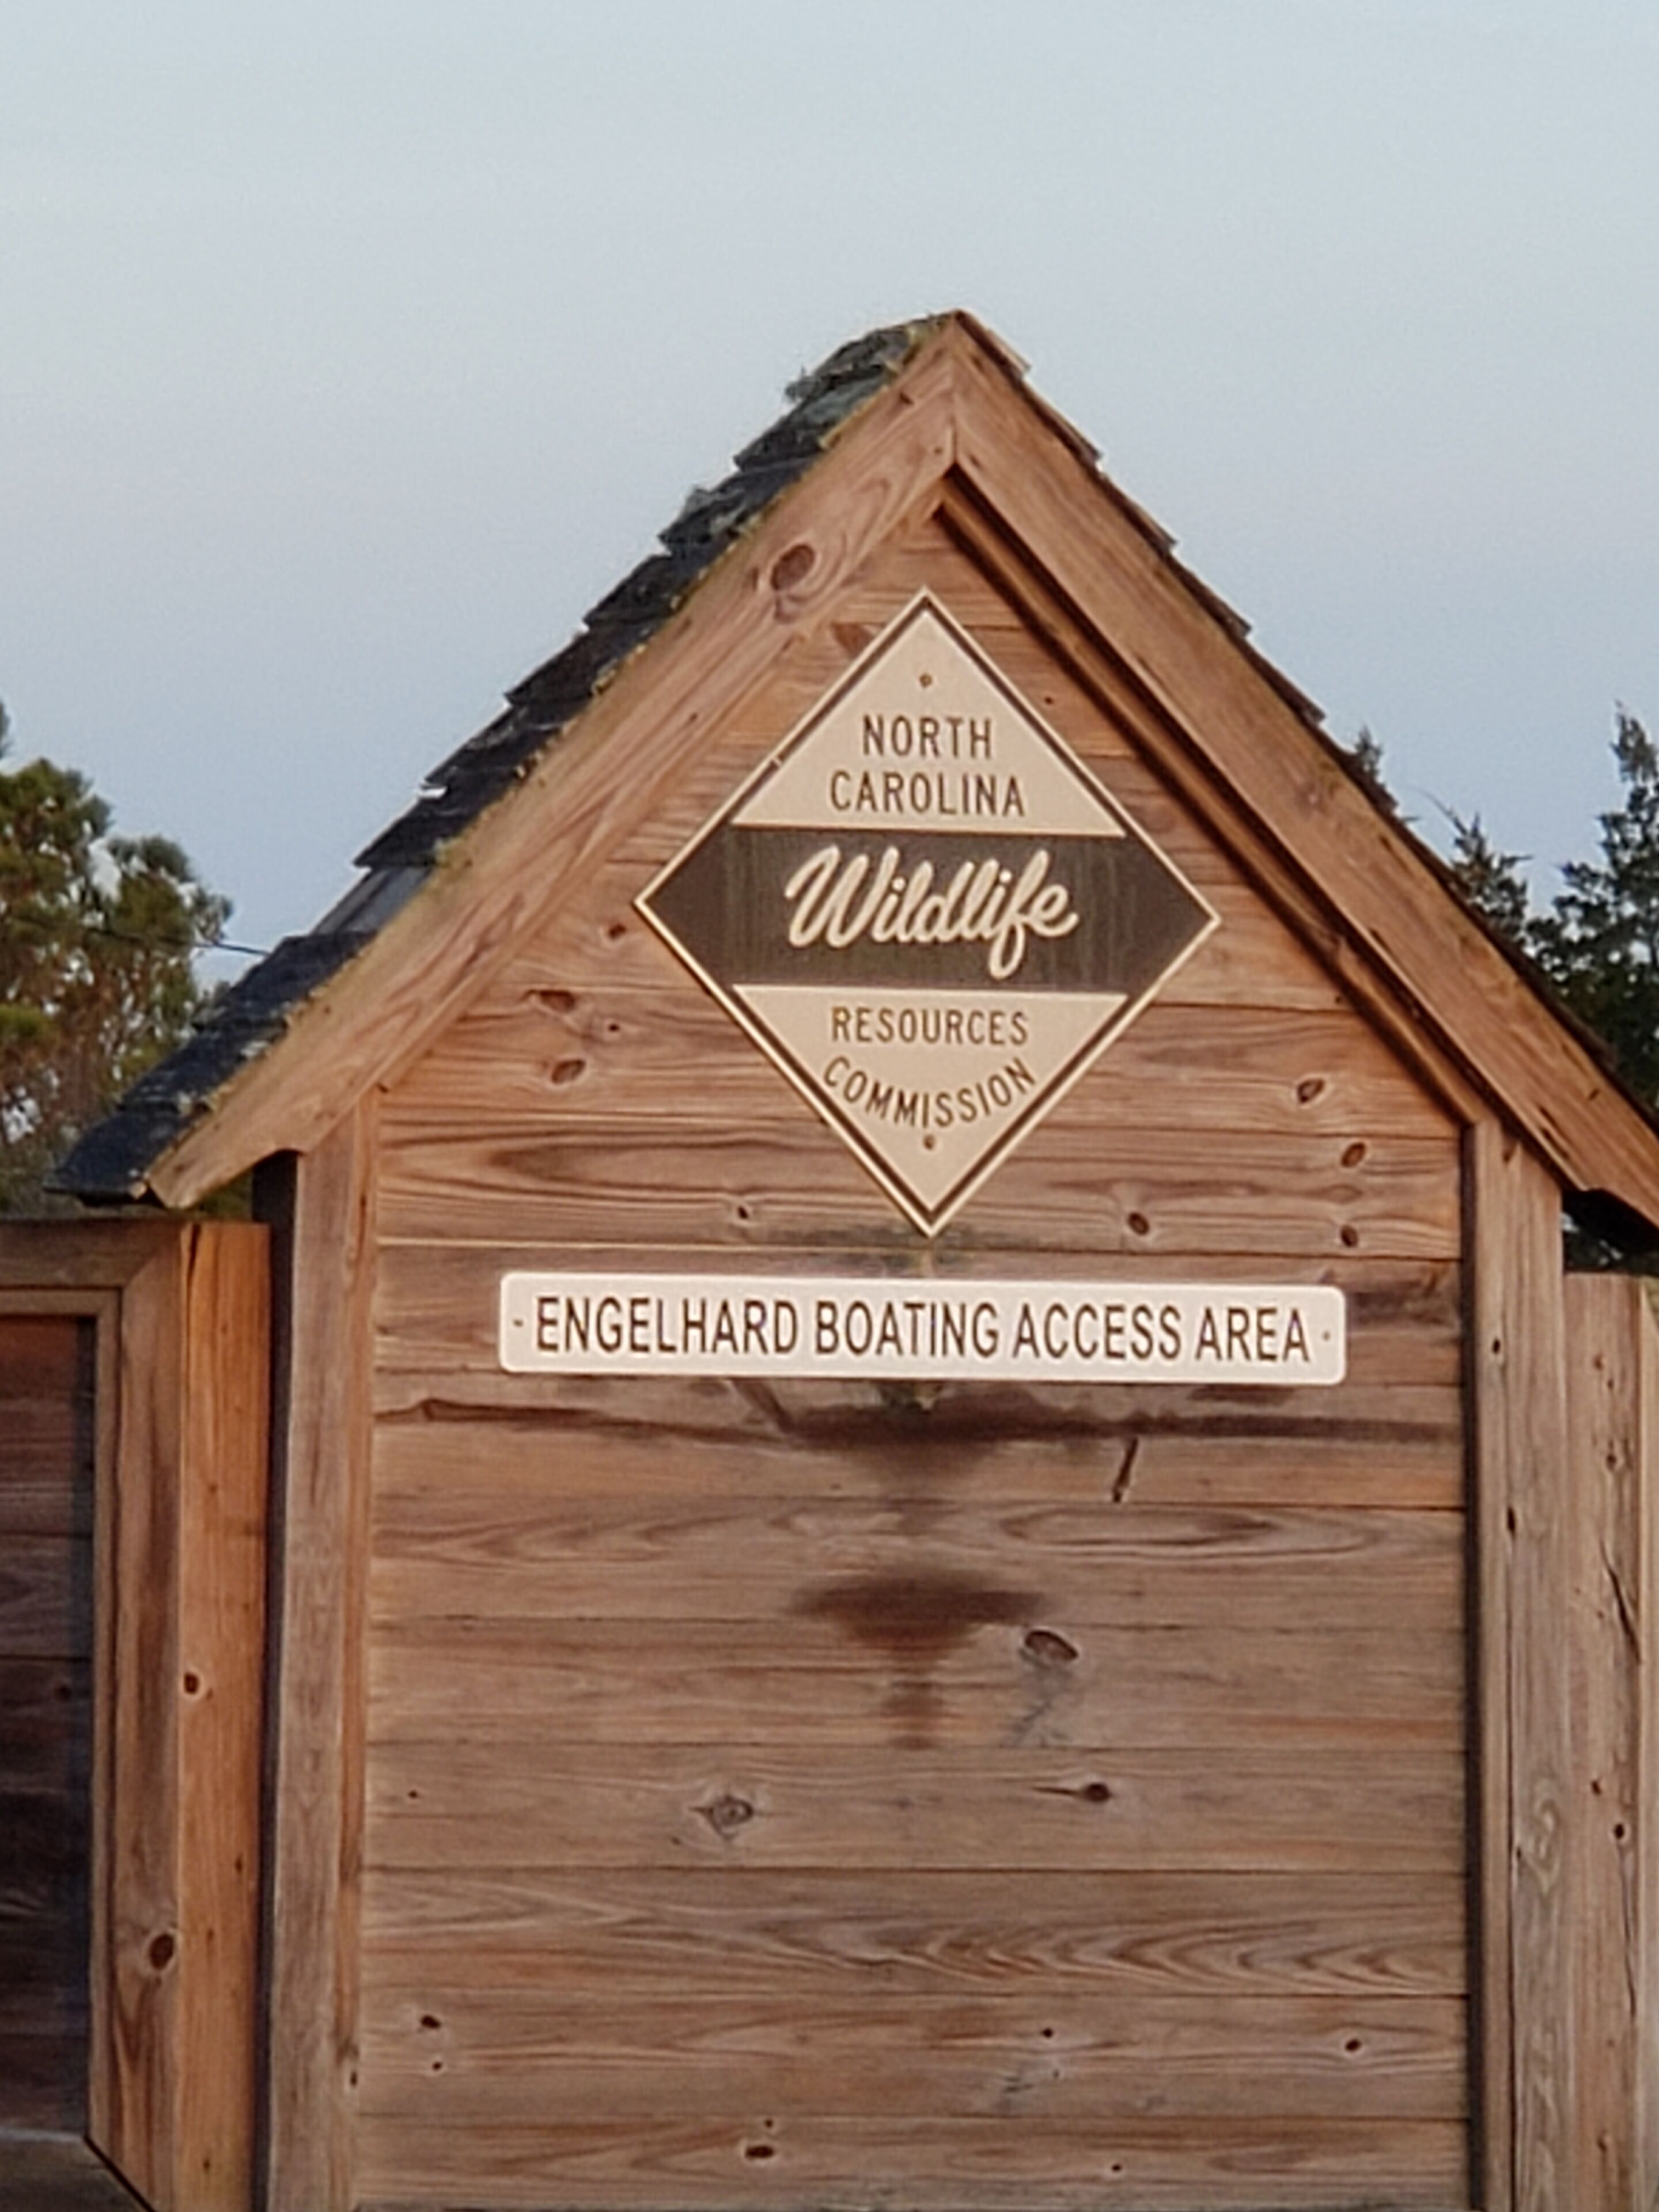 NORTH
CAROLINA
Wildlife
RESOURCES
COMMISSION
ENGELHARD BOATING ACCESS AREA